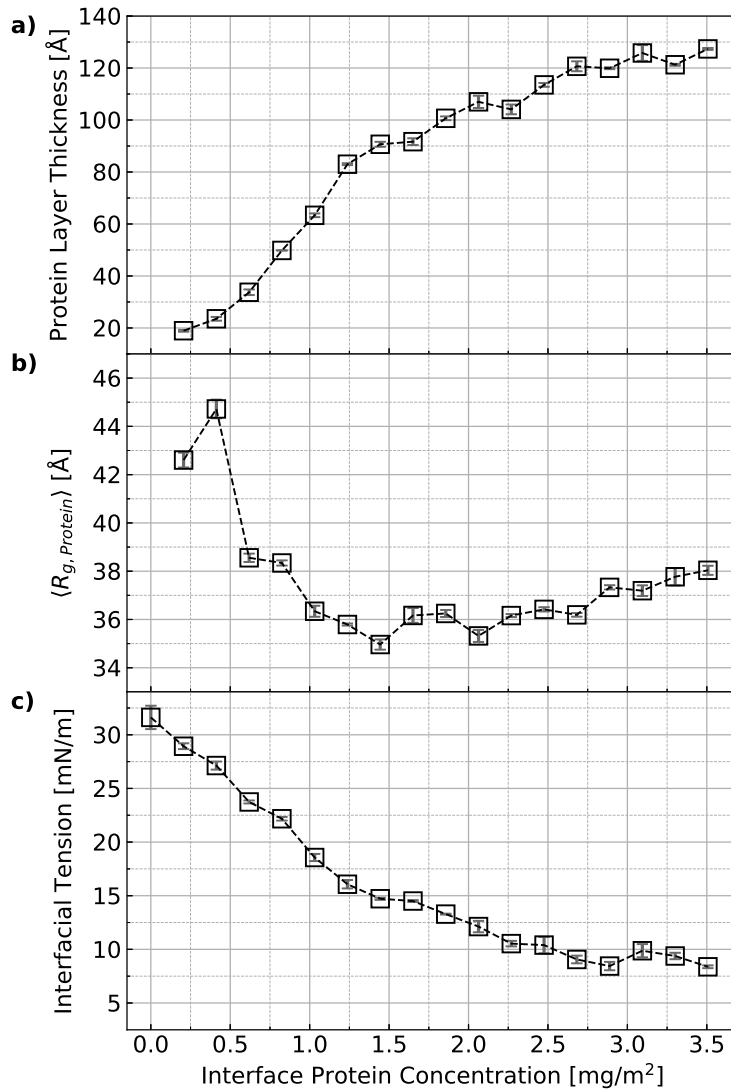 a)
Protein Layer Thickness [Å]
140
120
100
80
60
40
20
b)
⟨R_{g,Protein}⟩ [Å]
46
44
42
40
38
36
34
c)
Interfacial Tension [mN/m]
30
25
20
15
10
5
0.0 0.5 1.0 1.5 2.0 2.5 3.0 3.5
Interface Protein Concentration [mg/m²]